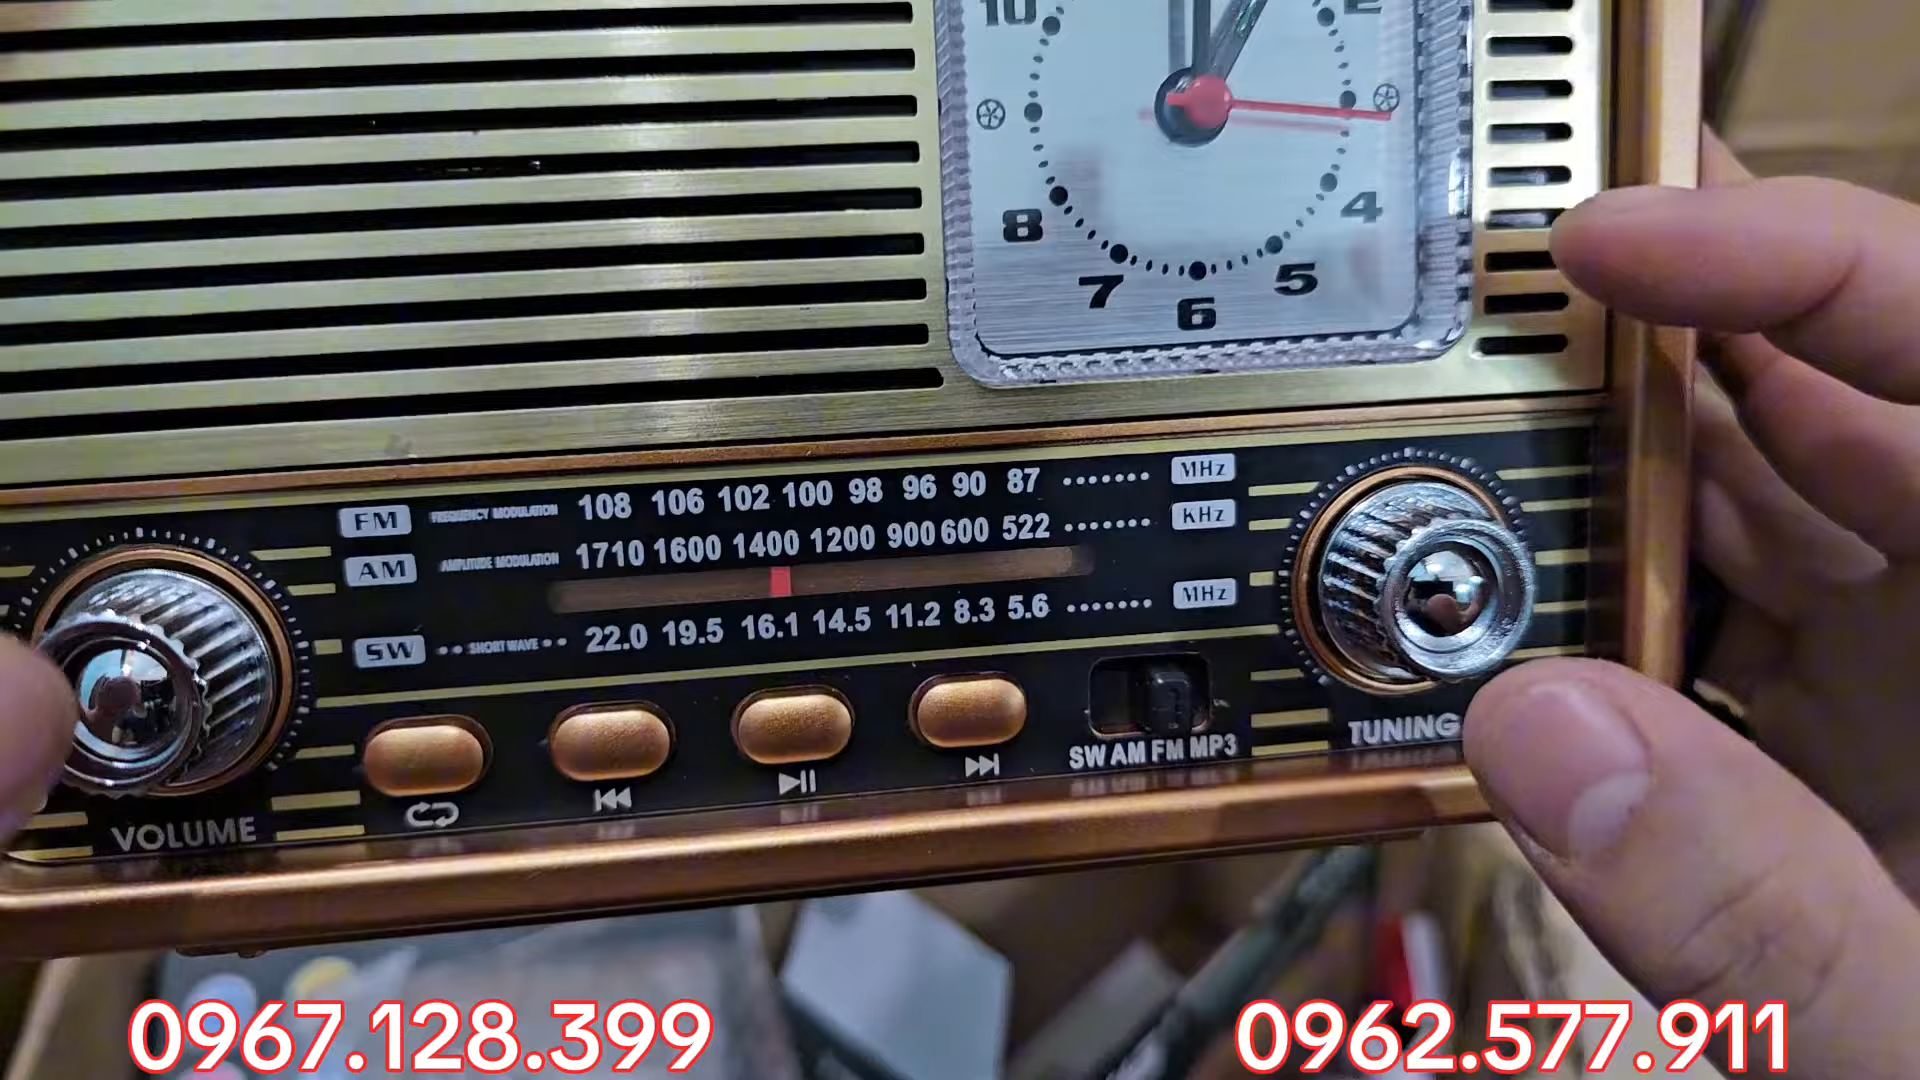 10 2
8 4
7 5
6
FM FREQUENCY MODULATION 108 106 102 100 98 96 90 87 ······· MHz
AM AMPLITUDE MODULATION 1710 1600 1400 1200 900 600 522 ······· KHz
SW •• SHORT WAVE •• 22.0 19.5 16.1 14.5 11.2 8.3 5.6 ······· MHz
SW AM FM MP3
VOLUME
TUNING
0967.128.399
0962.577.911